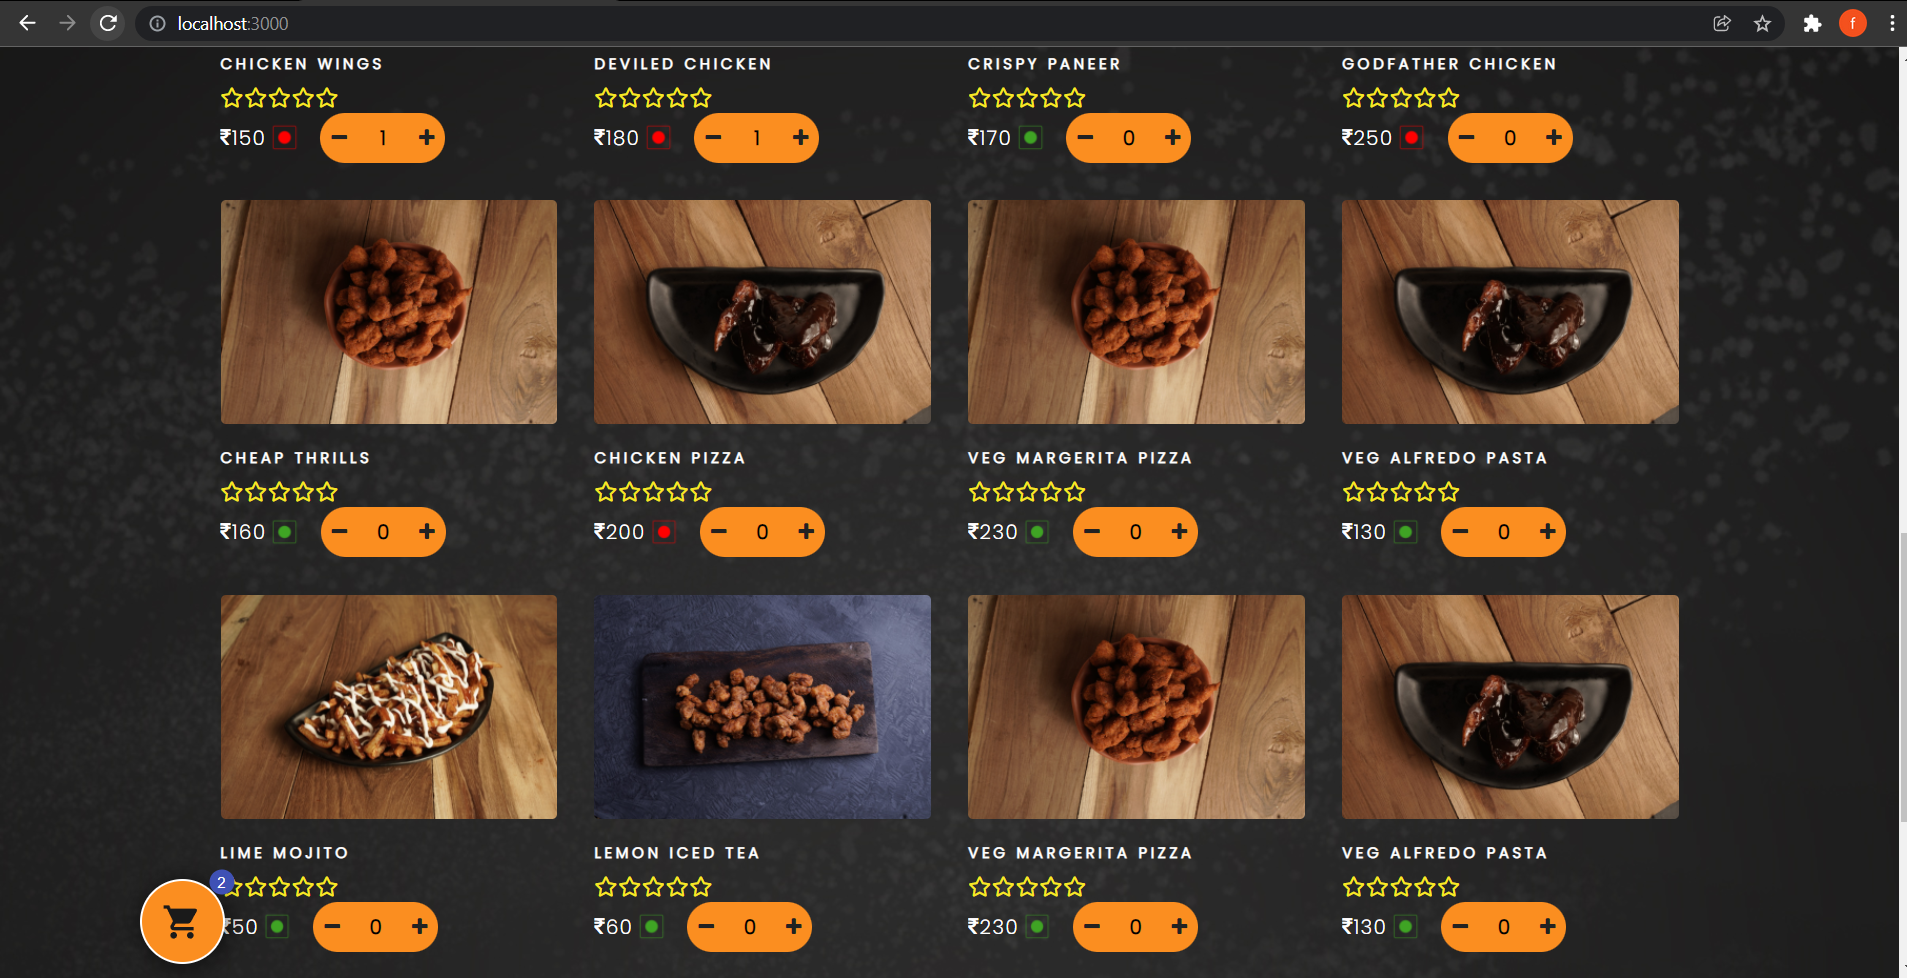 localhost:3000
f
CHICKEN WINGS
₹150 1
DEVILED CHICKEN
₹180 1
CRISPY PANEER
₹170 0
GODFATHER CHICKEN
₹250 0
CHEAP THRILLS
₹160 0
CHICKEN PIZZA
₹200 0
VEG MARGERITA PIZZA
₹230 0
VEG ALFREDO PASTA
₹130 0
LIME MOJITO
₹50 0
LEMON ICED TEA
₹60 0
VEG MARGERITA PIZZA
₹230 0
VEG ALFREDO PASTA
₹130 0
2